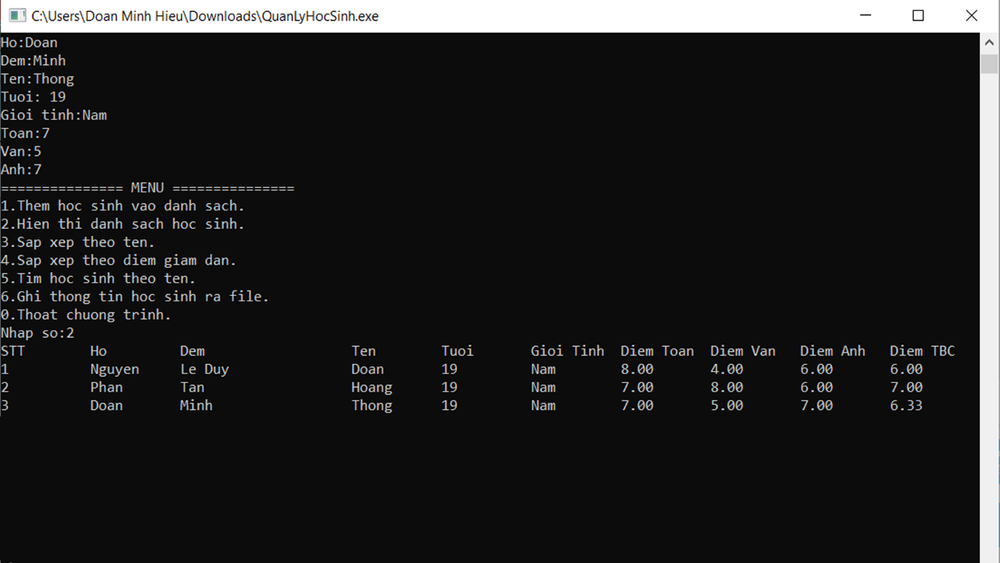 C:\Users\Doan Minh Hieu\Downloads\QuanLyHocSinh.exe
Ho:Doan
Dem:Minh
Ten:Thong
Tuoi: 19
Gioi tinh:Nam
Toan:7
Van:5
Anh:7
=============== MENU ===============
1.Them hoc sinh vao danh sach.
2.Hien thi danh sach hoc sinh.
3.Sap xep theo ten.
4.Sap xep theo diem giam dan.
5.Tim hoc sinh theo ten.
6.Ghi thong tin hoc sinh ra file.
0.Thoat chuong trinh.
Nhap so:2
STT Ho Dem Ten Tuoi Gioi Tinh Diem Toan Diem Van Diem Anh Diem TBC
1 Nguyen Le Duy Doan 19 Nam 8.00 4.00 6.00 6.00
2 Phan Tan Hoang 19 Nam 7.00 8.00 6.00 7.00
3 Doan Minh Thong 19 Nam 7.00 5.00 7.00 6.33